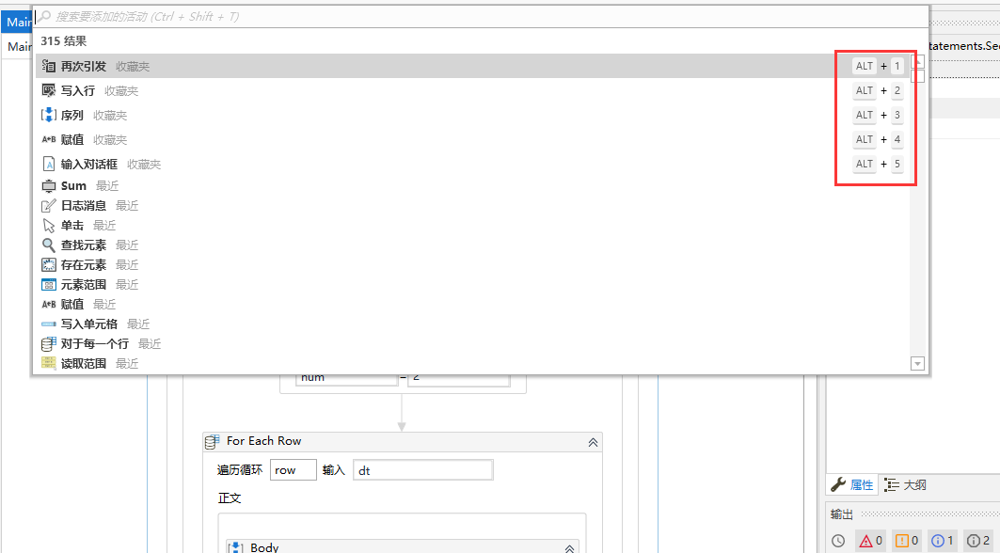 搜索要添加的活动 (Ctrl + Shift + T)
Main
Main
315 结果
tatements.Se
再次引发 收藏夹 ALT + 1
写入行 收藏夹 ALT + 2
序列 收藏夹 ALT + 3
A*B 赋值 收藏夹 ALT + 4
输入对话框 收藏夹 ALT + 5
Sum 最近
日志消息 最近
单击 最近
查找元素 最近
存在元素 最近
元素范围 最近
A*B 赋值 最近
写入单元格 最近
对于每一个行 最近
读取范围 最近
num = 2
For Each Row
遍历循环 row 输入 dt
正文
Body
属性 大纲
输出
0 0 1 2